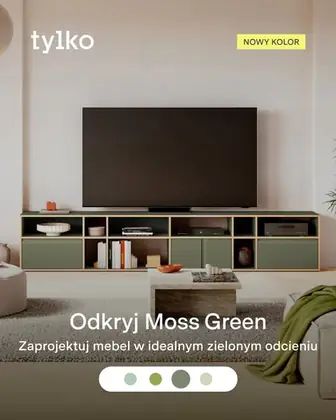 tylko
NOWY KOLOR
Odkryj Moss Green
Zaprojektuj mebel w idealnym zielonym odcieniu